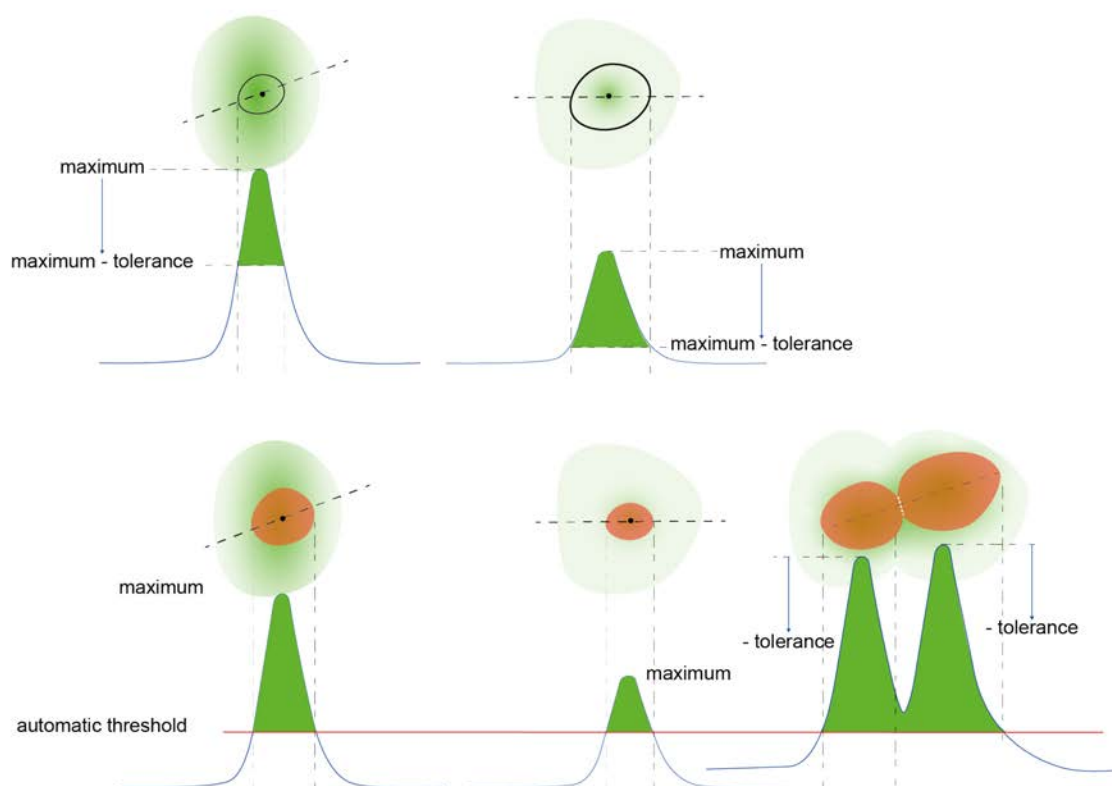 maximum
maximum - tolerance
maximum
maximum - tolerance
maximum
- tolerance
- tolerance
maximum
automatic threshold